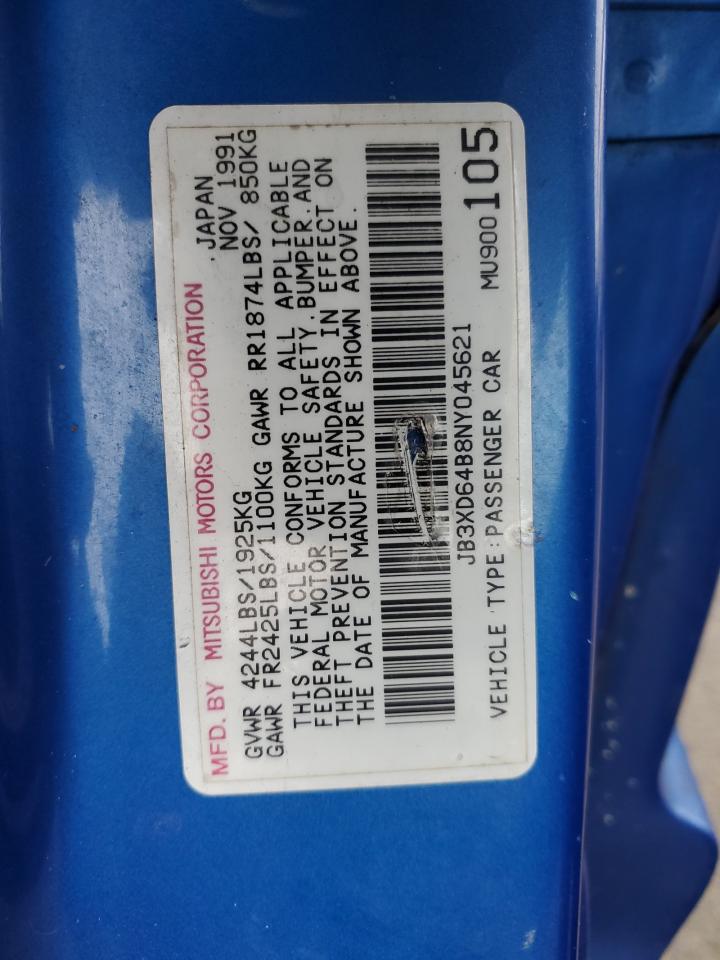 MFD. BY MITSUBISHI MOTORS CORPORATION JAPAN
GVWR 4244LBS/1925KG NOV 1991
GAWR FR2425LBS/1100KG GAWR RR1874LBS/ 850KG
THIS VEHICLE CONFORMS TO ALL APPLICABLE
FEDERAL MOTOR VEHICLE SAFETY,BUMPER,AND
THEFT PREVENTION STANDARDS IN EFFECT ON
THE DATE OF MANUFACTURE SHOWN ABOVE.
JB3XD64B8NY045621
VEHICLE TYPE:PASSENGER CAR MU900105